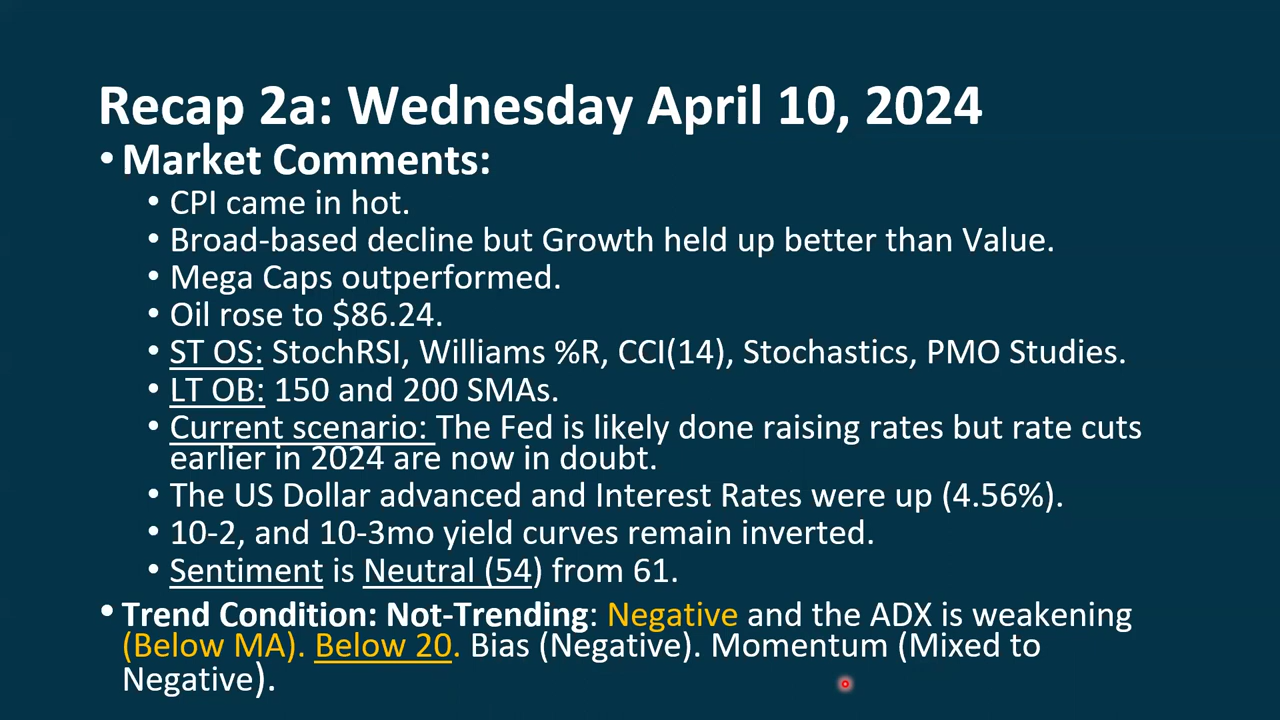 Recap 2a: Wednesday April 10, 2024
• Market Comments:
• CPI came in hot.
• Broad-based decline but Growth held up better than Value.
• Mega Caps outperformed.
• Oil rose to $86.24.
• ST OS: StochRSI, Williams %R, CCI(14), Stochastics, PMO Studies.
• LT OB: 150 and 200 SMAs.
• Current scenario: The Fed is likely done raising rates but rate cuts
earlier in 2024 are now in doubt.
• The US Dollar advanced and Interest Rates were up (4.56%).
• 10-2, and 10-3mo yield curves remain inverted.
• Sentiment is Neutral (54) from 61.
• Trend Condition: Not-Trending: Negative and the ADX is weakening
(Below MA). Below 20. Bias (Negative). Momentum (Mixed to
Negative).